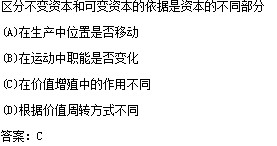 区分不变资本和可变资本的依据是资本的不同部分
(A)在生产中位置是否移动
(B)在运动中职能是否变化
(C)在价值增殖中的作用不同
(D)根据价值周转方式不同
答案：C